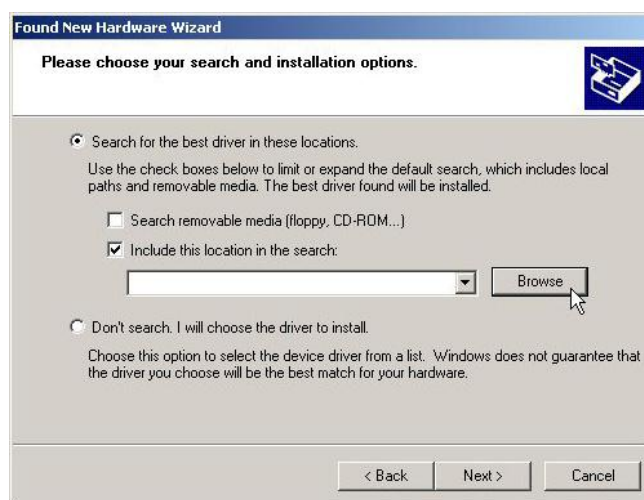 Found New Hardware Wizard
Please choose your search and installation options.
Search for the best driver in these locations.
Use the check boxes below to limit or expand the default search, which includes local
paths and removable media. The best driver found will be installed.
Search removable media (floppy, CD-ROM...)
Include this location in the search:
Browse
Don't search. I will choose the driver to install.
Choose this option to select the device driver from a list. Windows does not guarantee that
the driver you choose will be the best match for your hardware.
< Back Next > Cancel